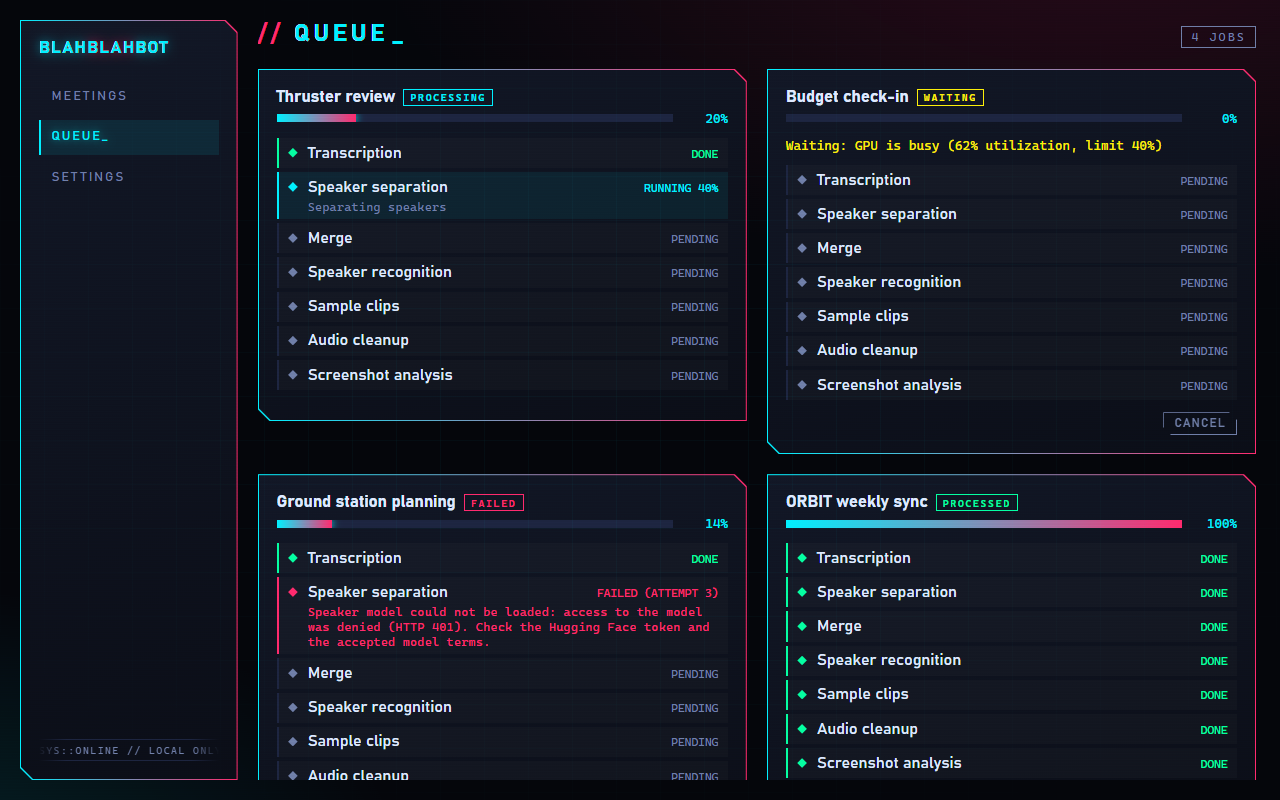 BLAHBLAHBOT
MEETINGS
QUEUE_
SETTINGS
YS::ONLINE // LOCAL ONL
// QUEUE_
4 JOBS
Thruster review PROCESSING
20%
Transcription DONE
Speaker separation RUNNING 40%
Separating speakers
Merge PENDING
Speaker recognition PENDING
Sample clips PENDING
Audio cleanup PENDING
Screenshot analysis PENDING
Budget check-in WAITING
0%
Waiting: GPU is busy (62% utilization, limit 40%)
Transcription PENDING
Speaker separation PENDING
Merge PENDING
Speaker recognition PENDING
Sample clips PENDING
Audio cleanup PENDING
Screenshot analysis PENDING
CANCEL
Ground station planning FAILED
14%
Transcription DONE
Speaker separation FAILED (ATTEMPT 3)
Speaker model could not be loaded: access to the model
was denied (HTTP 401). Check the Hugging Face token and
the accepted model terms.
Merge PENDING
Speaker recognition PENDING
Sample clips PENDING
Audio cleanup PENDING
ORBIT weekly sync PROCESSED
100%
Transcription DONE
Speaker separation DONE
Merge DONE
Speaker recognition DONE
Sample clips DONE
Audio cleanup DONE
Screenshot analysis DONE